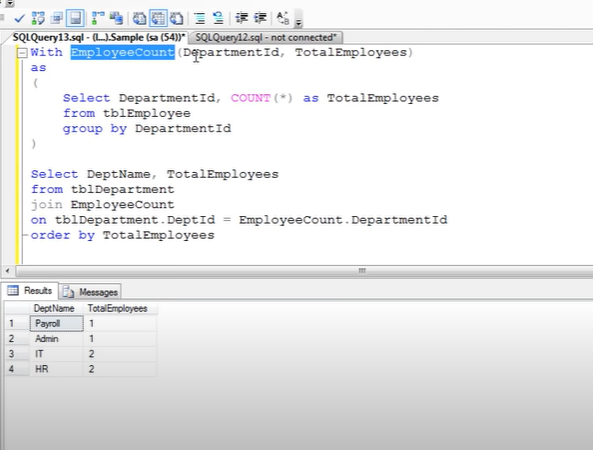 SQLQuery13.sql - (l...).Sample (sa (54))* SQLQuery12.sql - not connected*
With EmployeeCount(DepartmentId, TotalEmployees)
as
(
Select DepartmentId, COUNT(*) as TotalEmployees
from tblEmployee
group by DepartmentId
)
Select DeptName, TotalEmployees
from tblDepartment
join EmployeeCount
on tblDepartment.DeptId = EmployeeCount.DepartmentId
order by TotalEmployees
Results Messages
DeptName TotalEmployees
1 Payroll 1
2 Admin 1
3 IT 2
4 HR 2